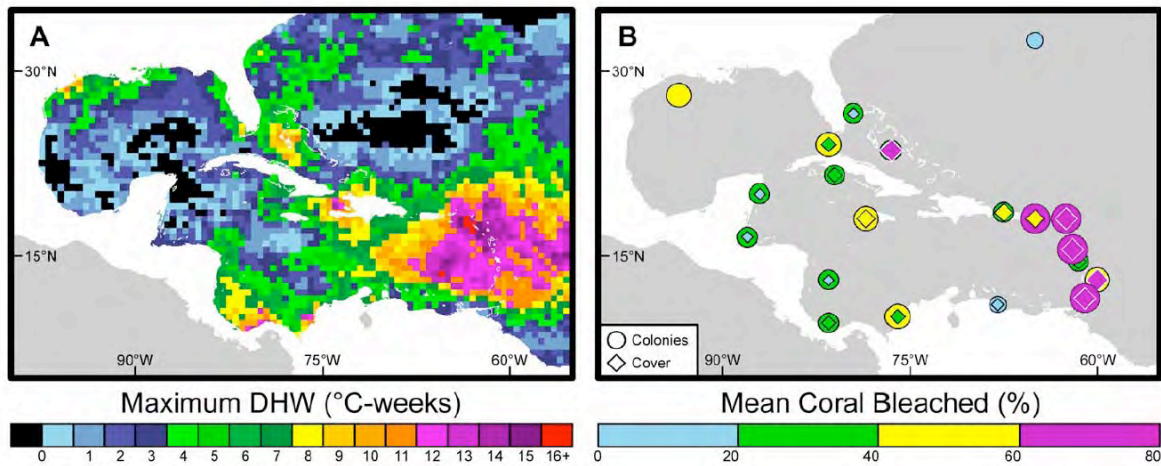 A
30°N
15°N
90°W 75°W 60°W
Maximum DHW (°C-weeks)
0 1 2 3 4 5 6 7 8 9 10 11 12 13 14 15 16+
B
30°N
15°N
Colonies
Cover
90°W 75°W 60°W
Mean Coral Bleached (%)
0 20 40 60 80